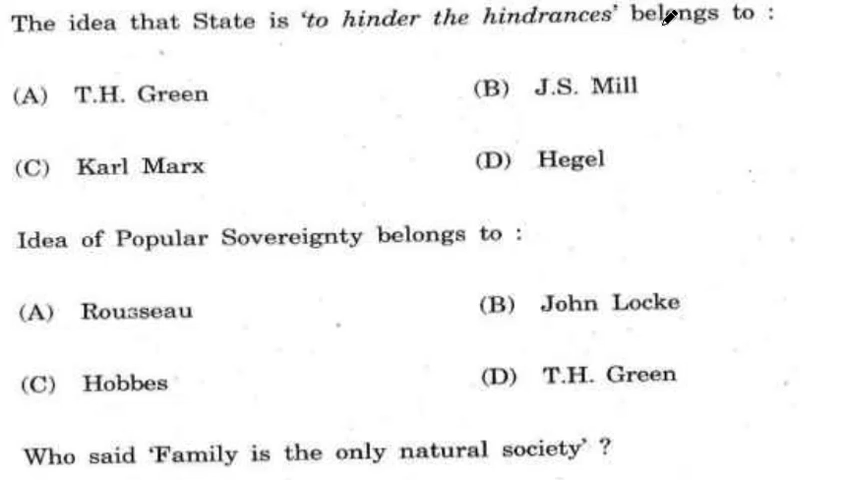 The idea that State is ‘to hinder the hindrances’ belongs to :
(A) T.H. Green (B) J.S. Mill
(C) Karl Marx (D) Hegel
Idea of Popular Sovereignty belongs to :
(A) Rousseau (B) John Locke
(C) Hobbes (D) T.H. Green
Who said ‘Family is the only natural society’ ?